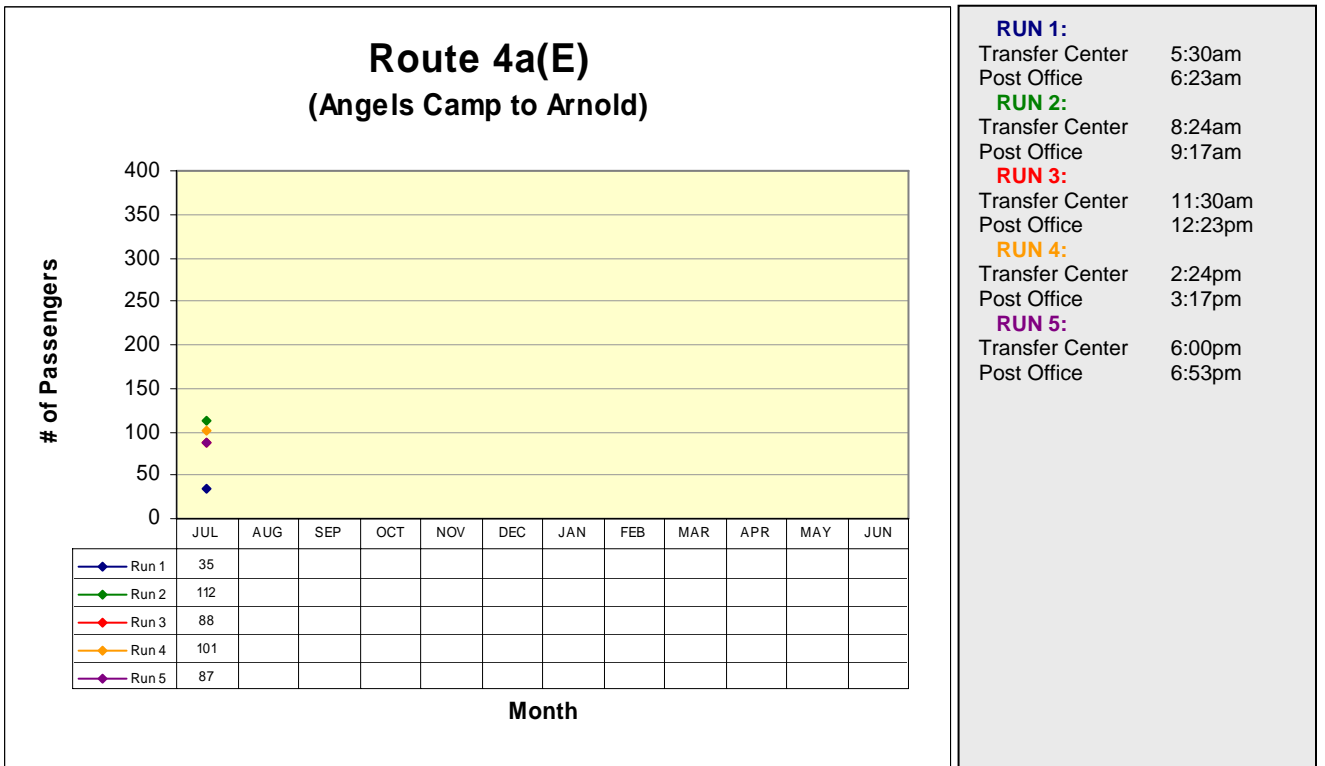 Route 4a(E)
(Angels Camp to Arnold)
400
350
300
250
200
150
100
50
0
# of Passengers
JUL AUG SEP OCT NOV DEC JAN FEB MAR APR MAY JUN
Run 1 35
Run 2 112
Run 3 88
Run 4 101
Run 5 87
Month
RUN 1:
Transfer Center 5:30am
Post Office 6:23am
RUN 2:
Transfer Center 8:24am
Post Office 9:17am
RUN 3:
Transfer Center 11:30am
Post Office 12:23pm
RUN 4:
Transfer Center 2:24pm
Post Office 3:17pm
RUN 5:
Transfer Center 6:00pm
Post Office 6:53pm